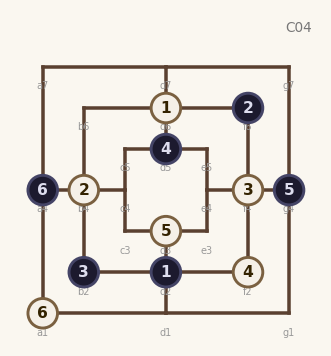 C04
a7 d7 g7
1 2
b6 d6 f6
4
c5 d5 e5
6 2 3 5
a4 b4 c4 e4 f4 g4
5
c3 d3 e3
3 1 4
b2 d2 f2
6
a1 d1 g1